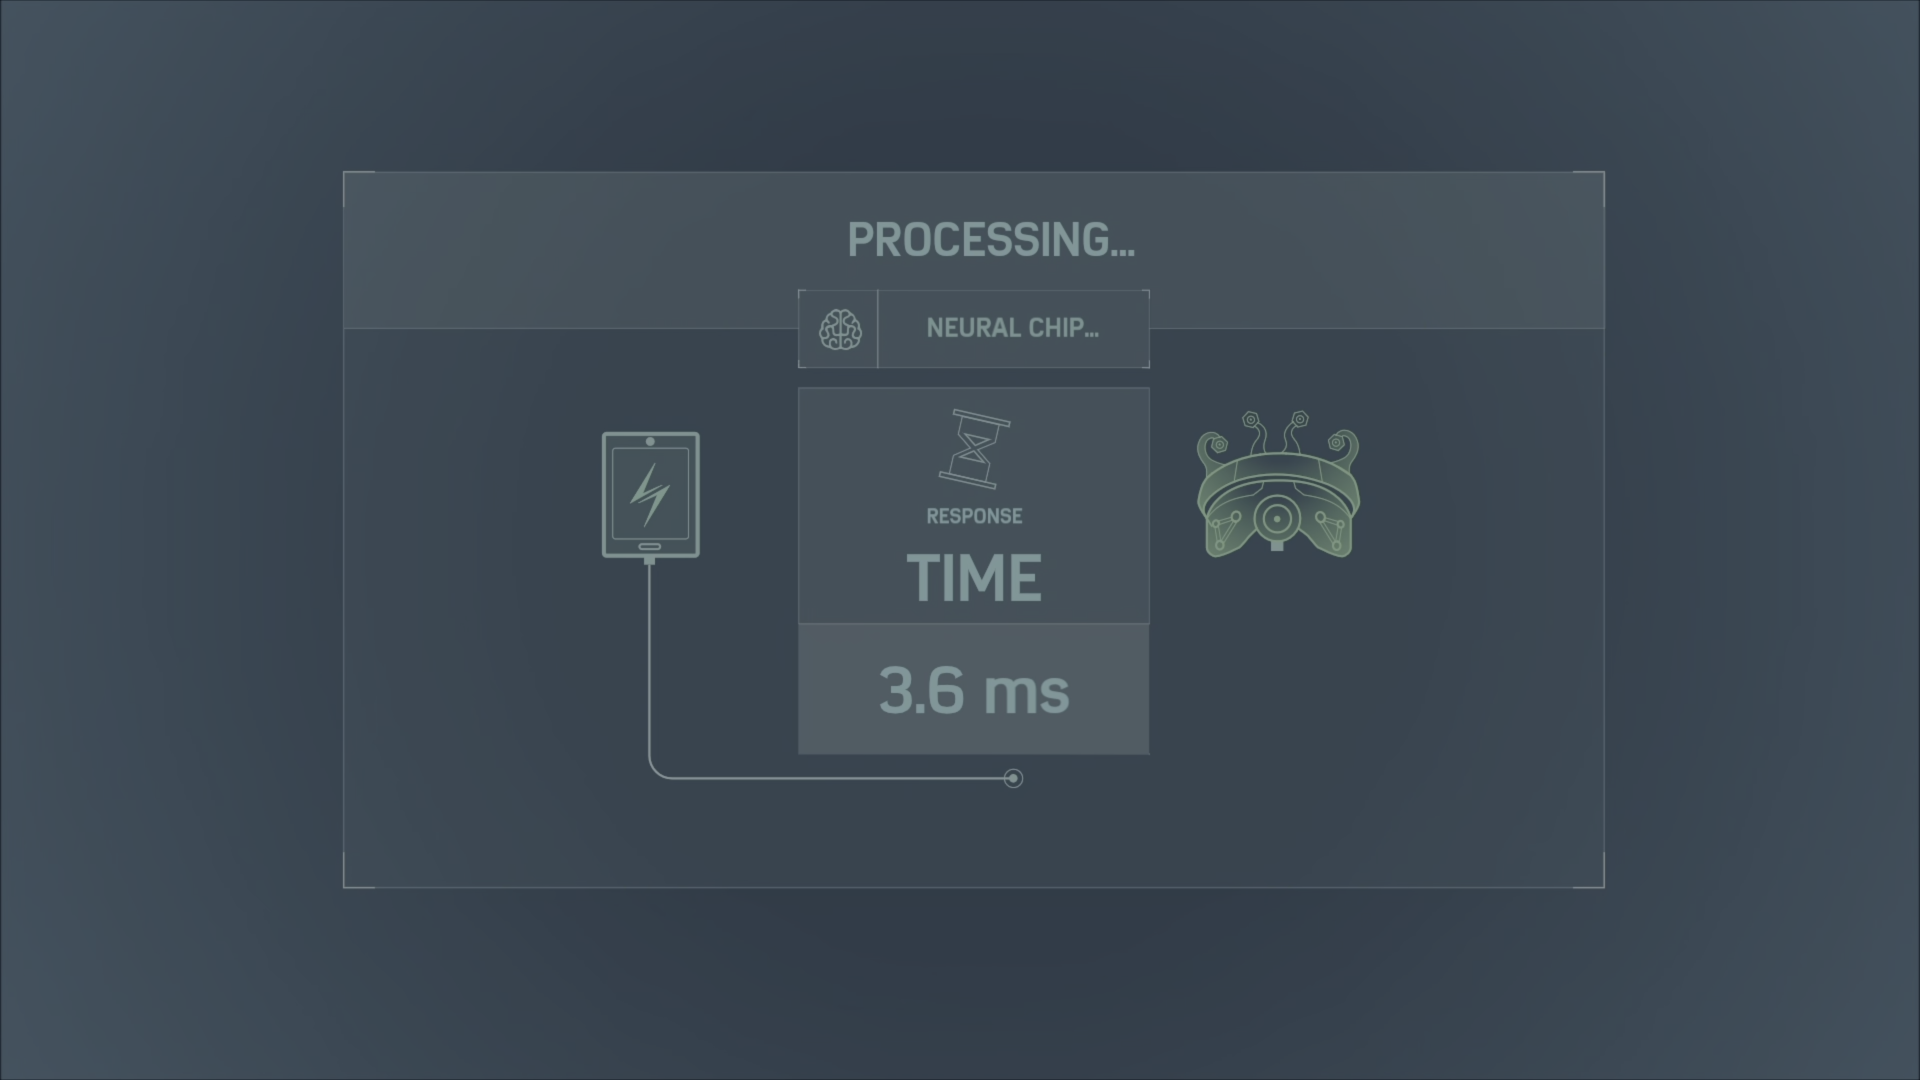 PROCESSING...
NEURAL CHIP...
RESPONSE
TIME
3.6 ms